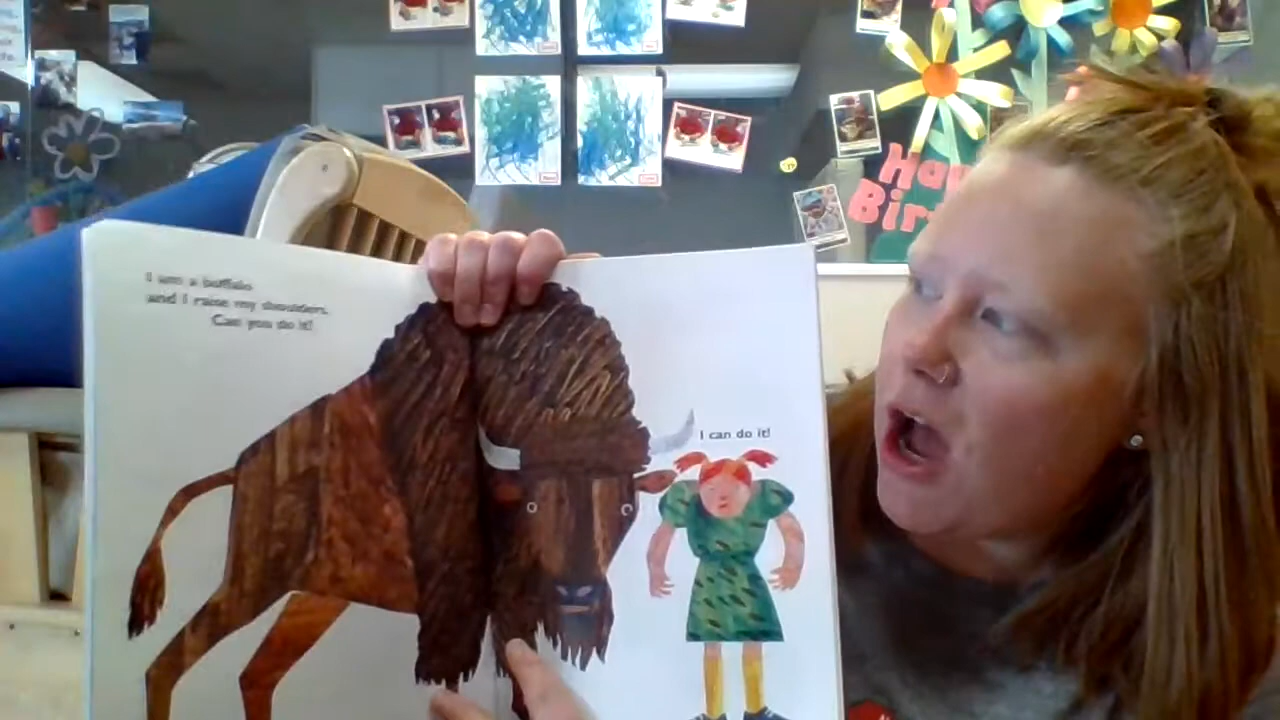 I am a buffalo
and I raise my shoulders.
Can you do it?
I can do it!
Ha
Bir